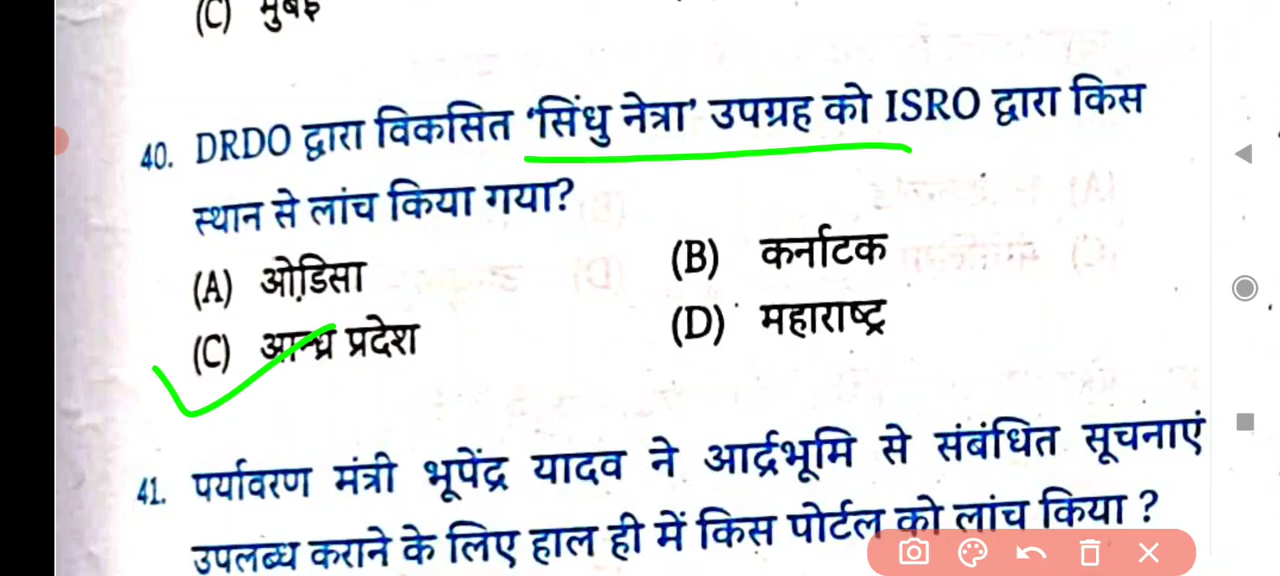 (C) मुंबई
40. DRDO द्वारा विकसित ‘सिंधु नेत्रा’ उपग्रह को ISRO द्वारा किस
स्थान से लांच किया गया?
(A) ओडिसा (B) कर्नाटक
(C) आन्ध्र प्रदेश (D) महाराष्ट्र
41. पर्यावरण मंत्री भूपेंद्र यादव ने आर्द्रभूमि से संबंधित सूचनाएं
उपलब्ध कराने के लिए हाल ही में किस पोर्टल को लांच किया ?